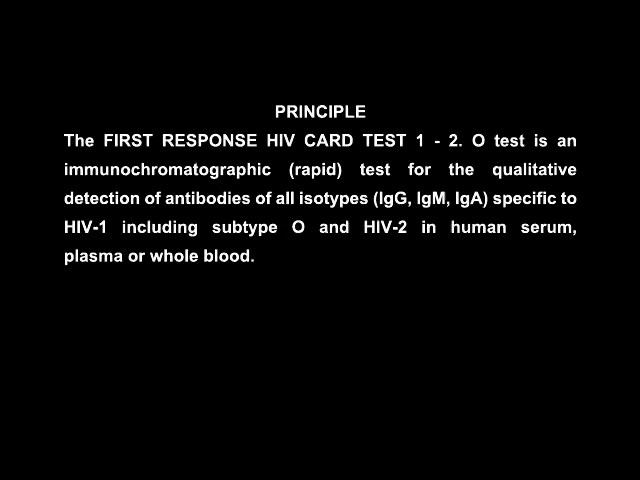 PRINCIPLE
The FIRST RESPONSE HIV CARD TEST 1 - 2. O test is an
immunochromatographic (rapid) test for the qualitative
detection of antibodies of all isotypes (IgG, IgM, IgA) specific to
HIV-1 including subtype O and HIV-2 in human serum,
plasma or whole blood.